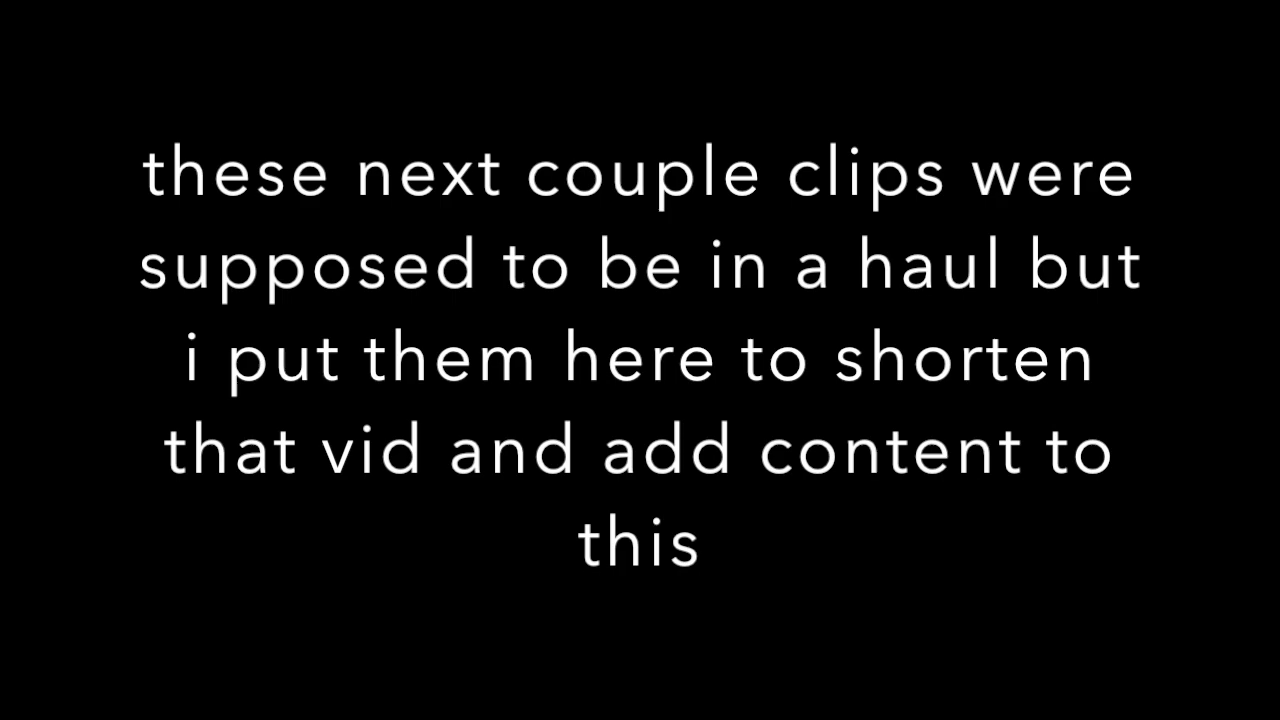 these next couple clips were
supposed to be in a haul but
i put them here to shorten
that vid and add content to
this